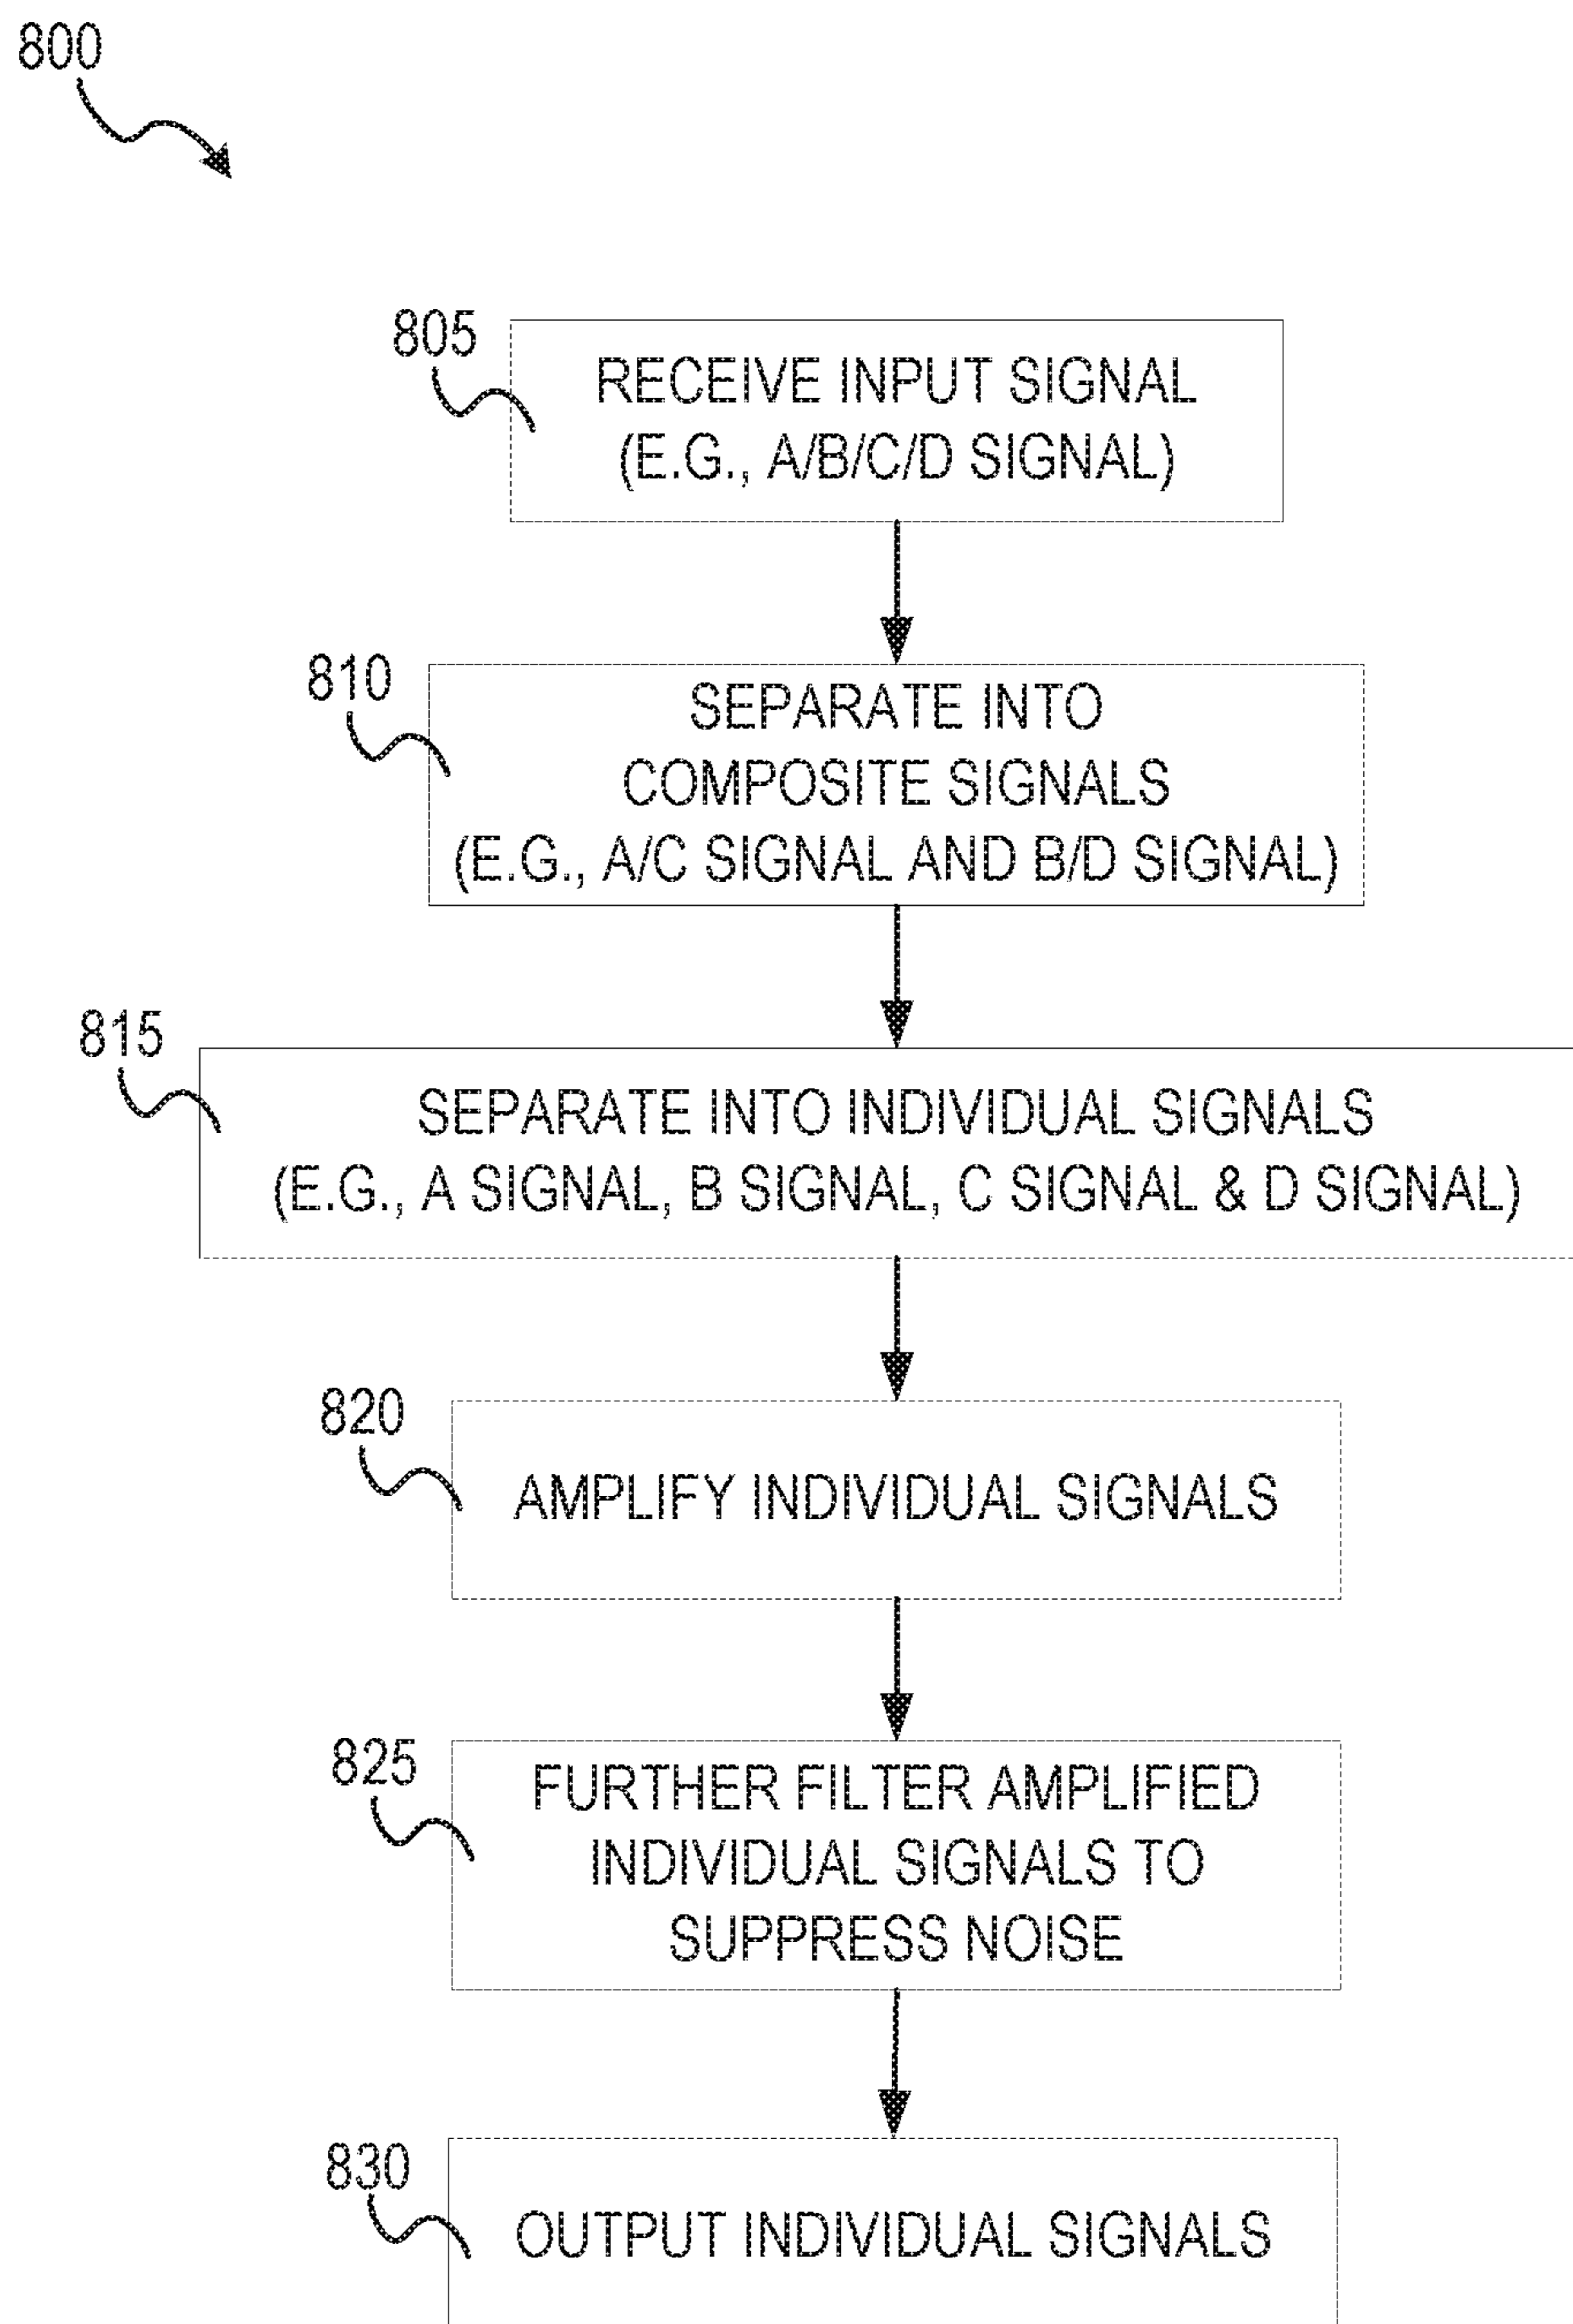 800
805
RECEIVE INPUT SIGNAL
(E.G., A/B/C/D SIGNAL)
810
SEPARATE INTO
COMPOSITE SIGNALS
(E.G., A/C SIGNAL AND B/D SIGNAL)
815
SEPARATE INTO INDIVIDUAL SIGNALS
(E.G., A SIGNAL, B SIGNAL, C SIGNAL & D SIGNAL)
820
AMPLIFY INDIVIDUAL SIGNALS
825
FURTHER FILTER AMPLIFIED
INDIVIDUAL SIGNALS TO
SUPPRESS NOISE
830
OUTPUT INDIVIDUAL SIGNALS